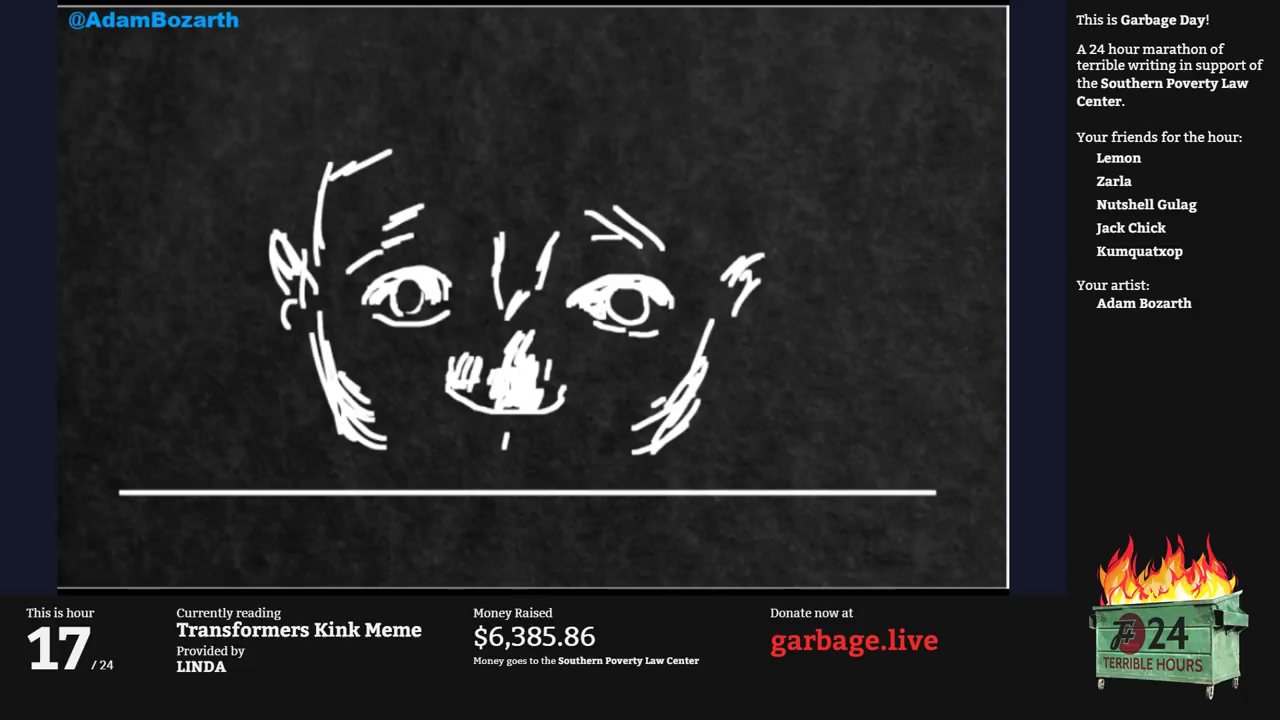 @AdamBozarth
This is Garbage Day!
A 24 hour marathon of
terrible writing in support of
the Southern Poverty Law
Center.
Your friends for the hour:
Lemon
Zarla
Nutshell Gulag
Jack Chick
Kumquatxop
Your artist:
Adam Bozarth
This is hour
17 / 24
Currently reading
Transformers Kink Meme
Provided by
LINDA
Money Raised
$6,385.86
Money goes to the Southern Poverty Law Center
Donate now at
garbage.live
24
TERRIBLE HOURS